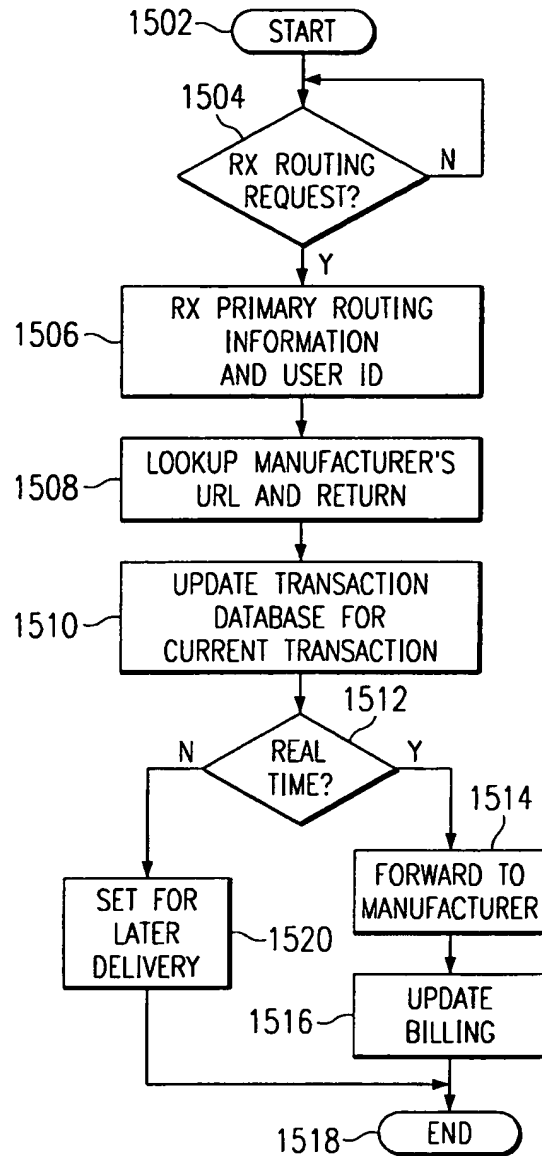 1502
START
1504
RX ROUTING
REQUEST?
N
Y
1506
RX PRIMARY ROUTING
INFORMATION
AND USER ID
1508
LOOKUP MANUFACTURER'S
URL AND RETURN
1510
UPDATE TRANSACTION
DATABASE FOR
CURRENT TRANSACTION
1512
N
REAL
TIME?
Y
1514
FORWARD TO
MANUFACTURER
SET FOR
LATER
DELIVERY
1520
1516
UPDATE
BILLING
1518
END